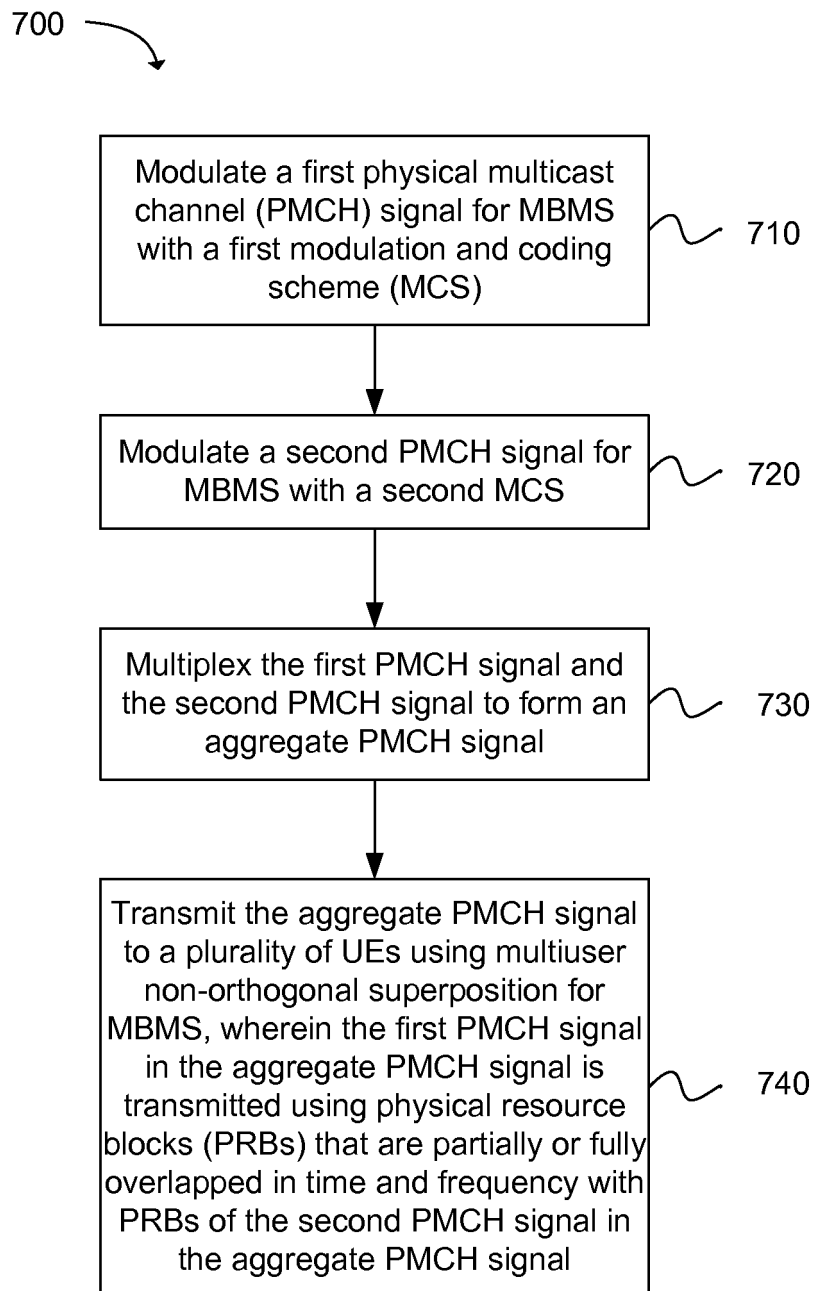 700
Modulate a first physical multicast
channel (PMCH) signal for MBMS
with a first modulation and coding
scheme (MCS)
710
Modulate a second PMCH signal for
MBMS with a second MCS
720
Multiplex the first PMCH signal and
the second PMCH signal to form an
aggregate PMCH signal
730
Transmit the aggregate PMCH signal
to a plurality of UEs using multiuser
non-orthogonal superposition for
MBMS, wherein the first PMCH signal
in the aggregate PMCH signal is
transmitted using physical resource
blocks (PRBs) that are partially or fully
overlapped in time and frequency with
PRBs of the second PMCH signal in
the aggregate PMCH signal
740